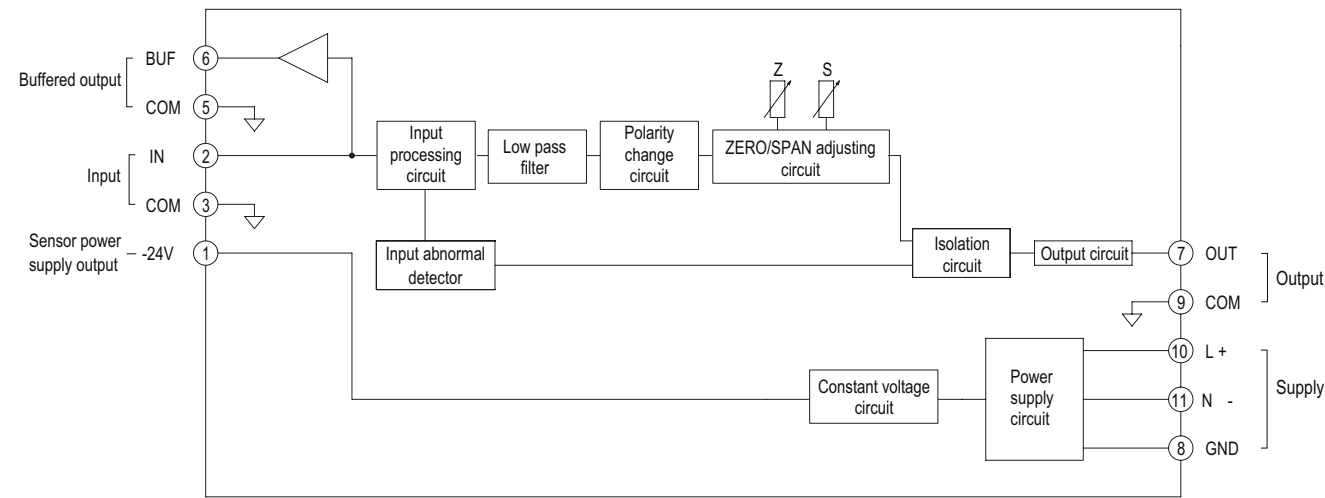 Buffered output
BUF
6
COM
5
Input
IN
2
COM
3
Sensor power
supply output
-24V
1
Input
processing
circuit
Low pass
filter
Polarity
change
circuit
Z
S
ZERO/SPAN adjusting
circuit
Input abnormal
detector
Isolation
circuit
Output circuit
7
OUT
9
COM
Output
Constant voltage
circuit
Power
supply
circuit
10
L +
11
N -
8
GND
Supply